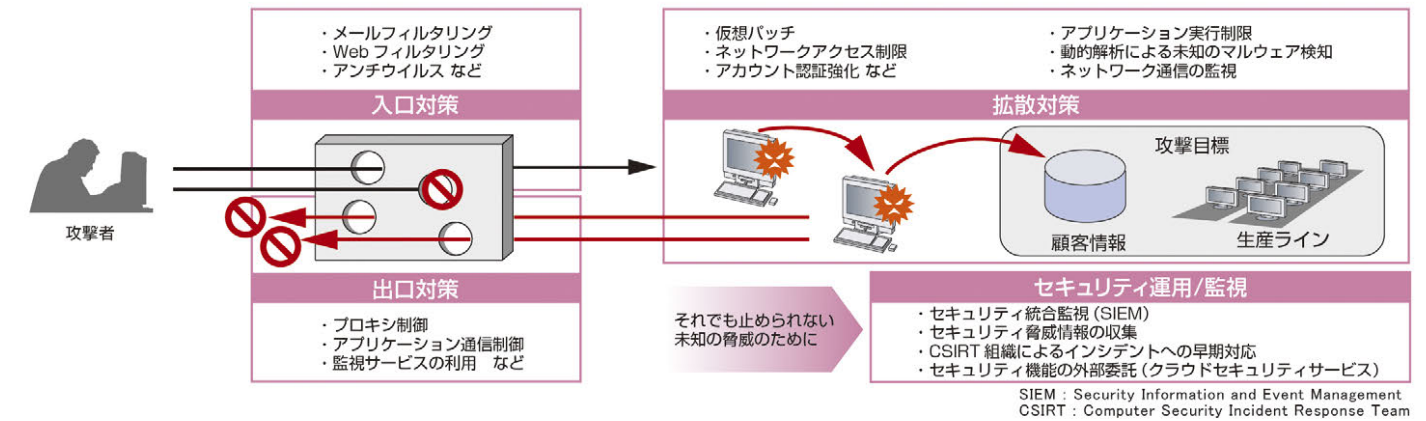 ・メールフィルタリング
・Web フィルタリング
・アンチウイルス など
入口対策
攻撃者
出口対策
・プロキシ制御
・アプリケーション通信制御
・監視サービスの利用 など
・仮想パッチ
・ネットワークアクセス制限
・アカウント認証強化 など
・アプリケーション実行制限
・動的解析による未知のマルウェア検知
・ネットワーク通信の監視
拡散対策
攻撃目標
顧客情報
生産ライン
それでも止められない
未知の脅威のために
セキュリティ運用/監視
・セキュリティ統合監視 (SIEM)
・セキュリティ脅威情報の収集
・CSIRT 組織によるインシデントへの早期対応
・セキュリティ機能の外部委託 (クラウドセキュリティサービス)
SIEM : Security Information and Event Management
CSIRT : Computer Security Incident Response Team